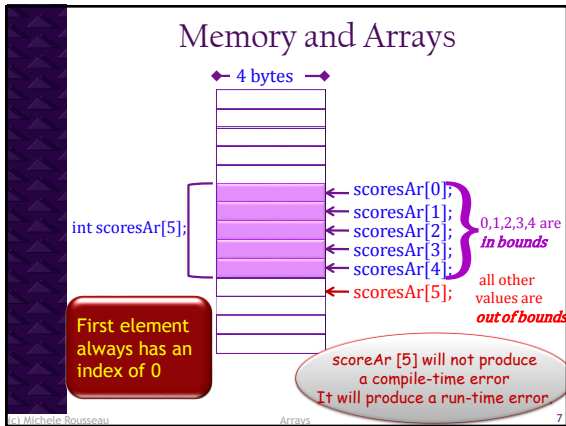 Memory and Arrays
4 bytes
int scoresAr[5];
scoresAr[0];
scoresAr[1];
scoresAr[2];
scoresAr[3];
scoresAr[4];
scoresAr[5];
0,1,2,3,4 are
in bounds
all other
values are
out of bounds
First element
always has an
index of 0
scoreAr [5] will not produce
a compile-time error
It will produce a run-time error.
(c) Michele Rousseau
Arrays
7